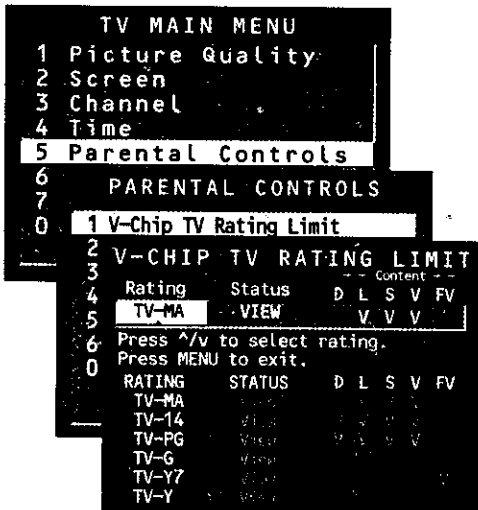 TV MAIN MENU
1 Picture Quality
2 Screen
3 Channel
4 Time
5 Parental Controls
6
7
0
PARENTAL CONTROLS
1 V-Chip TV Rating Limit
2
3
4
5
6
0
V-CHIP TV RATING LIMIT
Content
Rating Status D L S V FV
TV-MA VIEW V V V
Press ^/v to select rating.
Press MENU to exit.
RATING STATUS D L S V FV
TV-MA
TV-14
TV-PG View
TV-G View
TV-Y7 View
TV-Y